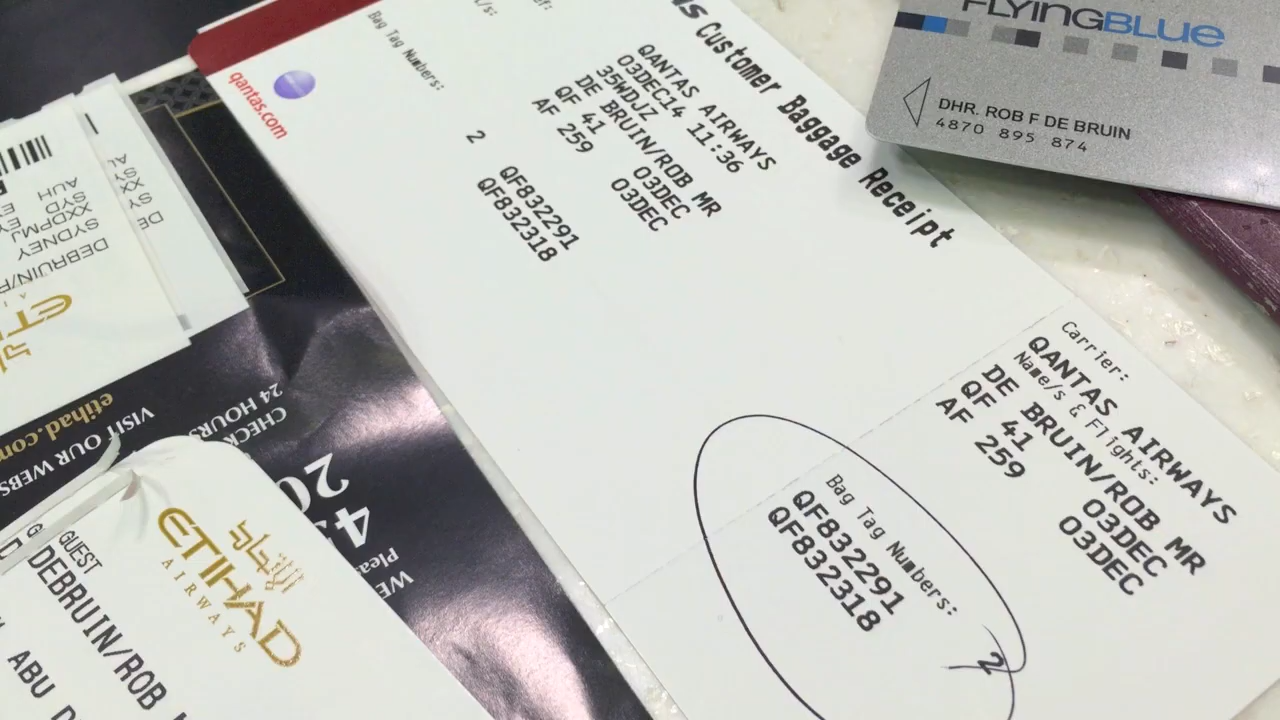 FLYINGBLUE
DHR. ROB F DE BRUIN
4870 895 874
Customer Baggage Receipt
QANTAS AIRWAYS
03DEC14 11:36
35WDJZ
DE BRUIN/ROB MR
QF 41 03DEC
AF 259 03DEC
Bag Tag Numbers:
2
QF832291
QF832318
qantas.com
Carrier:
QANTAS AIRWAYS
Name/s & Flights:
DE BRUIN/ROB MR
QF 41 03DEC
AF 259 03DEC
Bag Tag Numbers:
QF832291
QF832318
2
DEBRUIN/
SYDNEY
XXDPMJ
SYD
AUH
etihad.com
VISIT OUR
CHECK
24 HOURS
ETIHAD
AIRWAYS
الإتحاد
GUEST
DEBRUIN/ROB
ABU